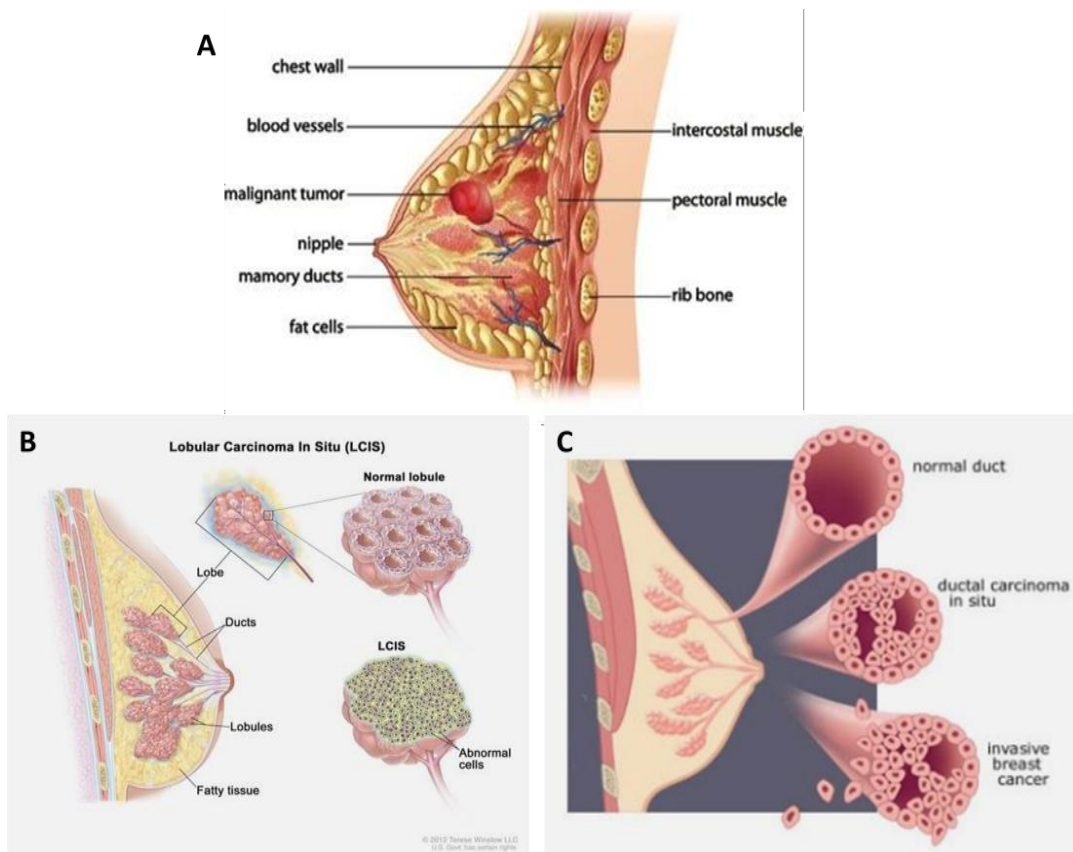 A
chest wall
blood vessels
malignant tumor
nipple
mamory ducts
fat cells
intercostal muscle
pectoral muscle
rib bone
B
Lobular Carcinoma In Situ (LCIS)
Normal lobule
Lobe
Ducts
LCIS
Lobules
Abnormal
cells
Fatty tissue
© 2012 Terese Winslow LLC
U.S. Govt. has certain rights
C
normal duct
ductal carcinoma
in situ
invasive
breast
cancer